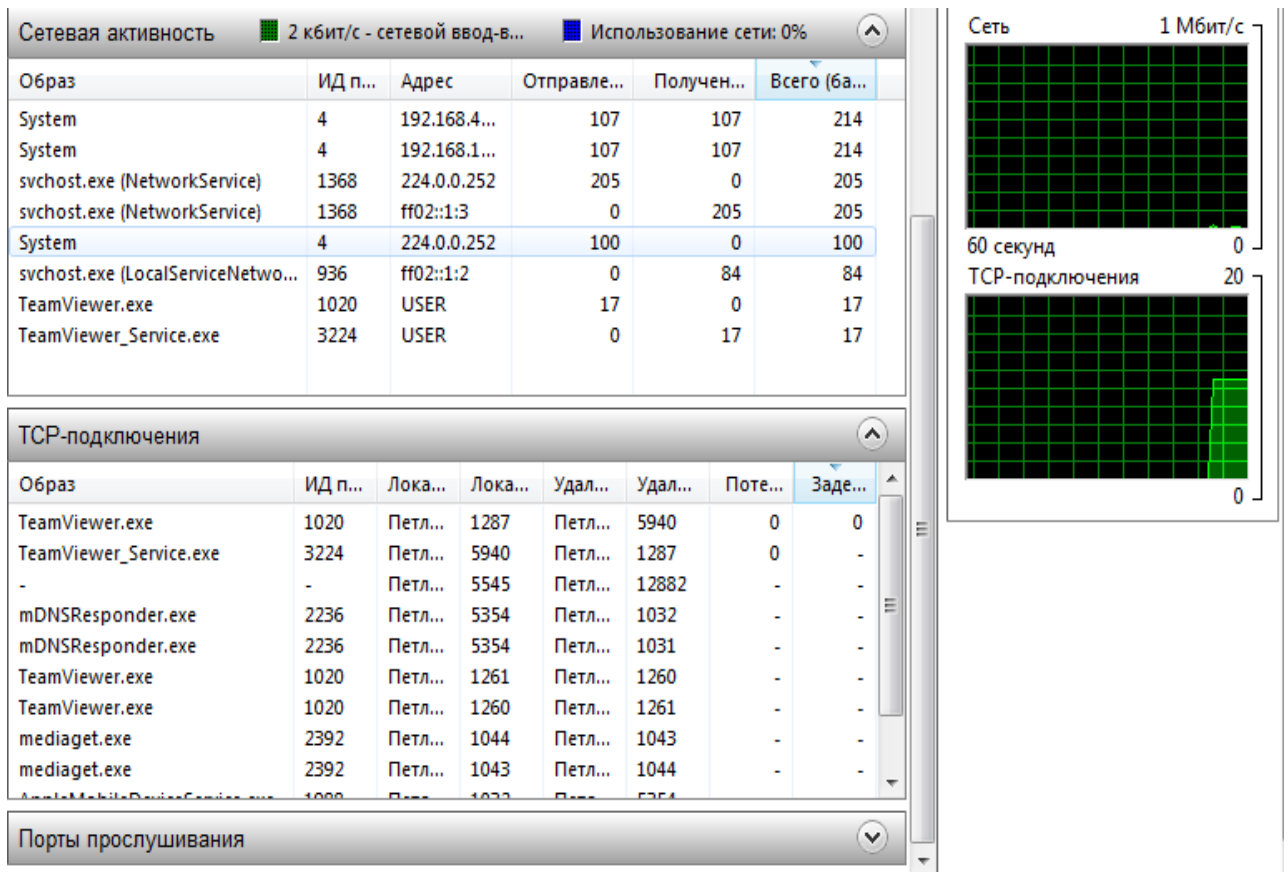 Сетевая активность 2 кбит/с - сетевой ввод-в... Использование сети: 0%
Образ ИД п... Адрес Отправле... Получен... Всего (ба...
System 4 192.168.4... 107 107 214
System 4 192.168.1... 107 107 214
svchost.exe (NetworkService) 1368 224.0.0.252 205 0 205
svchost.exe (NetworkService) 1368 ff02::1:3 0 205 205
System 4 224.0.0.252 100 0 100
svchost.exe (LocalServiceNetwo... 936 ff02::1:2 0 84 84
TeamViewer.exe 1020 USER 17 0 17
TeamViewer_Service.exe 3224 USER 0 17 17
TCP-подключения
Образ ИД п... Лока... Лока... Удал... Удал... Поте... Заде...
TeamViewer.exe 1020 Петл... 1287 Петл... 5940 0 0
TeamViewer_Service.exe 3224 Петл... 5940 Петл... 1287 0 -
- - Петл... 5545 Петл... 12882 - -
mDNSResponder.exe 2236 Петл... 5354 Петл... 1032 - -
mDNSResponder.exe 2236 Петл... 5354 Петл... 1031 - -
TeamViewer.exe 1020 Петл... 1261 Петл... 1260 - -
TeamViewer.exe 1020 Петл... 1260 Петл... 1261 - -
mediaget.exe 2392 Петл... 1044 Петл... 1043 - -
mediaget.exe 2392 Петл... 1043 Петл... 1044 - -
Порты прослушивания
Сеть 1 Мбит/с
60 секунд 0
TCP-подключения 20
0